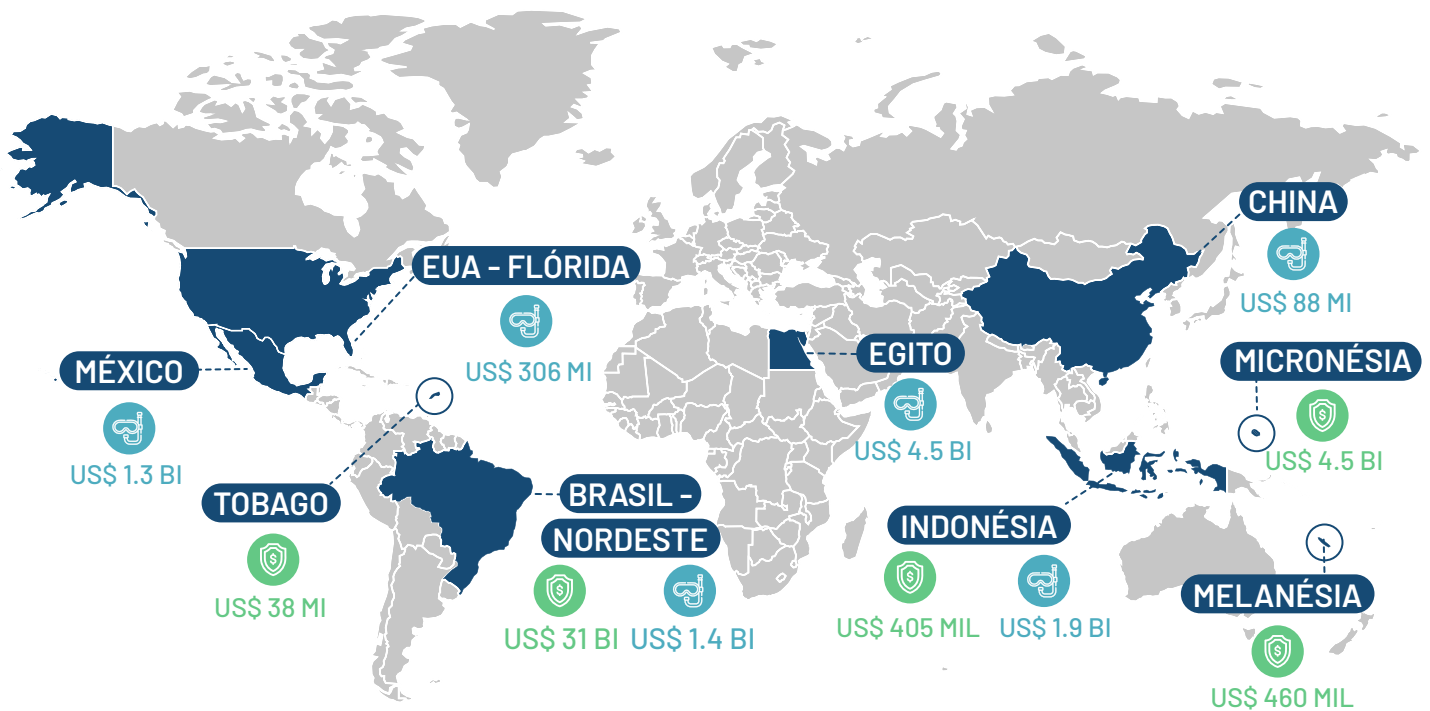 CHINA
US$ 88 MI
EUA - FLÓRIDA
US$ 306 MI
MÉXICO
US$ 1.3 BI
EGITO
US$ 4.5 BI
MICRONÉSIA
US$ 4.5 BI
TOBAGO
US$ 38 MI
BRASIL -
NORDESTE
US$ 31 BI
US$ 1.4 BI
INDONÉSIA
US$ 405 MIL
US$ 1.9 BI
MELANÉSIA
US$ 460 MIL